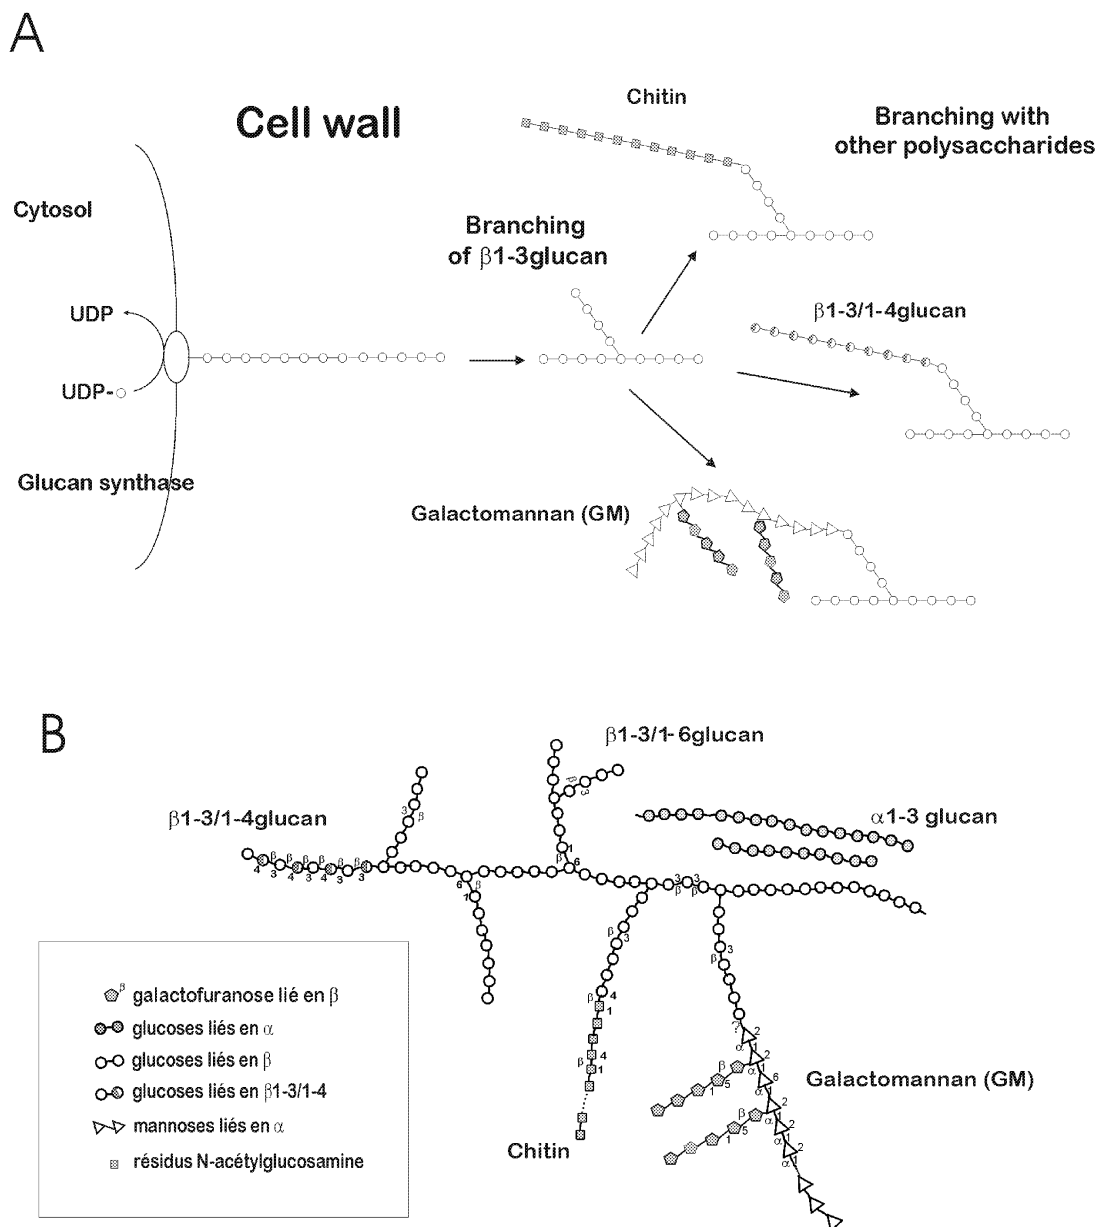 A
Chitin
Cell wall
Branching with
other polysaccharides
Cytosol
Branching
of β1-3glucan
UDP
β1-3/1-4glucan
UDP-
Glucan synthase
Galactomannan (GM)
B
β1-3/1-6glucan
β1-3/1-4glucan
α1-3 glucan
galactofuranose lié en β
glucoses liés en α
glucoses liés en β
glucoses liés en β1-3/1-4
mannoses liés en α
résidus N-acétylglucosamine
Galactomannan (GM)
Chitin